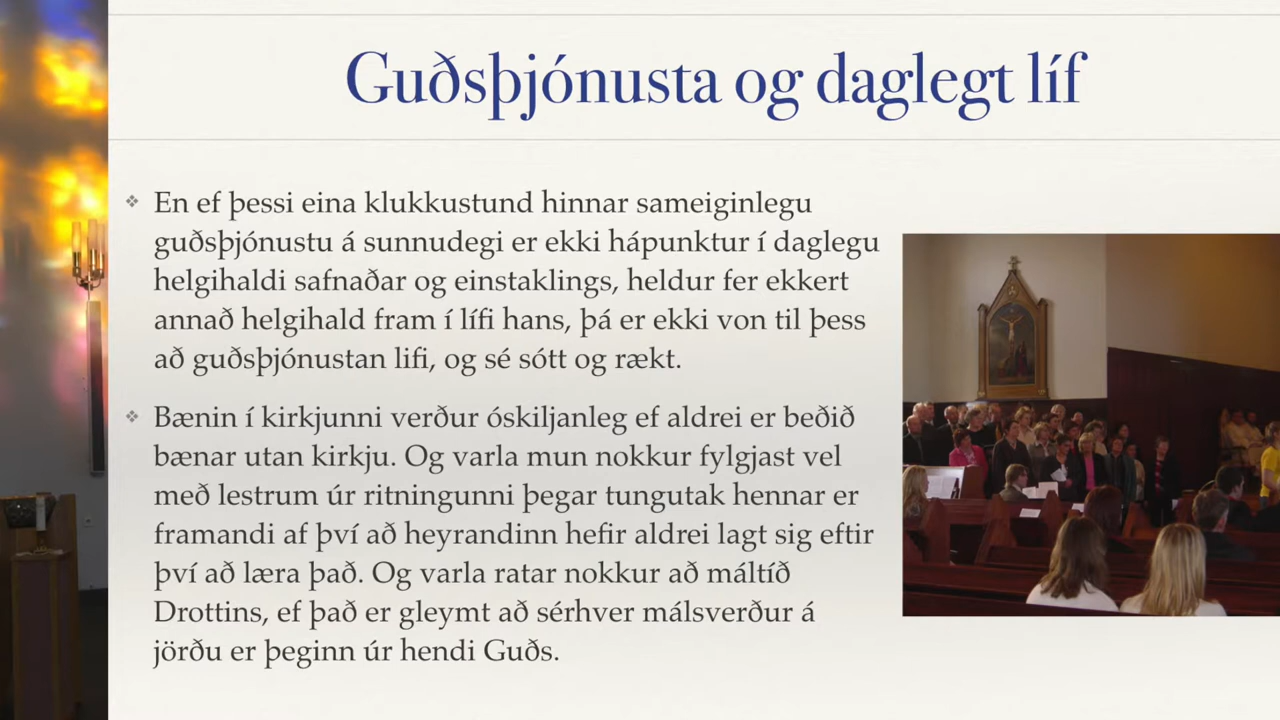 Guðsþjónusta og daglegt líf
En ef þessi eina klukkustund hinnar sameiginlegu
guðsþjónustu á sunnudegi er ekki hápunktur í daglegu
helgihaldi safnaðar og einstaklings, heldur fer ekkert
annað helgihald fram í lífi hans, þá er ekki von til þess
að guðsþjónustan lifi, og sé sótt og rækt.
Bænin í kirkjunni verður óskiljanleg ef aldrei er beðið
bænar utan kirkju. Og varla mun nokkur fylgjast vel
með lestrum úr ritningunni þegar tungutak hennar er
framandi af því að heyrandinn hefir aldrei lagt sig eftir
því að læra það. Og varla ratar nokkur að máltíð
Drottins, ef það er gleymt að sérhver málsverður á
jörðu er þeginn úr hendi Guðs.